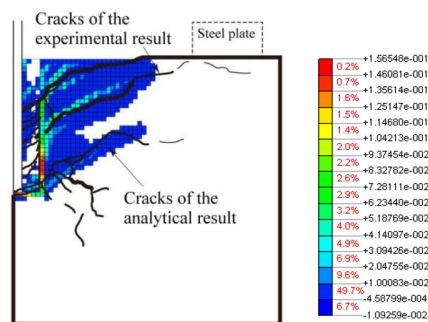 Cracks of the
experimental result
Steel plate
Cracks of the
analytical result
+1.56548e-001
0.2%
+1.46081e-001
0.7%
+1.35614e-001
1.6%
+1.25147e-001
1.5%
+1.14680e-001
1.4%
+1.04213e-001
2.0%
+9.37454e-002
2.2%
+8.32782e-002
2.6%
+7.28111e-002
2.9%
+6.23440e-002
3.2%
+5.18769e-002
4.0%
+4.14097e-002
4.9%
+3.09426e-002
6.9%
+2.04755e-002
9.6%
+1.00083e-002
49.7%
-4.58799e-004
6.7%
-1.09259e-002